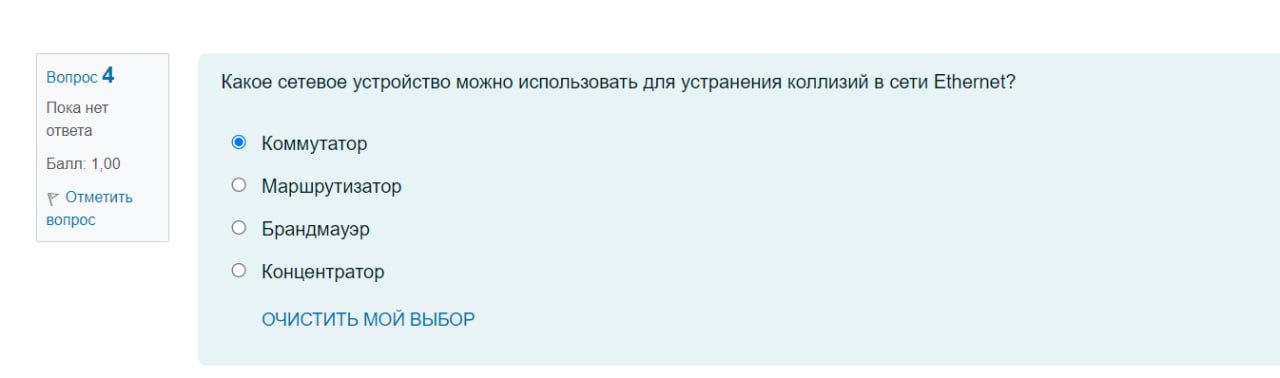 Вопрос 4
Пока нет
ответа
Балл: 1,00
Отметить
вопрос
Какое сетевое устройство можно использовать для устранения коллизий в сети Ethernet?
Коммутатор
Маршрутизатор
Брандмауэр
Концентратор
ОЧИСТИТЬ МОЙ ВЫБОР